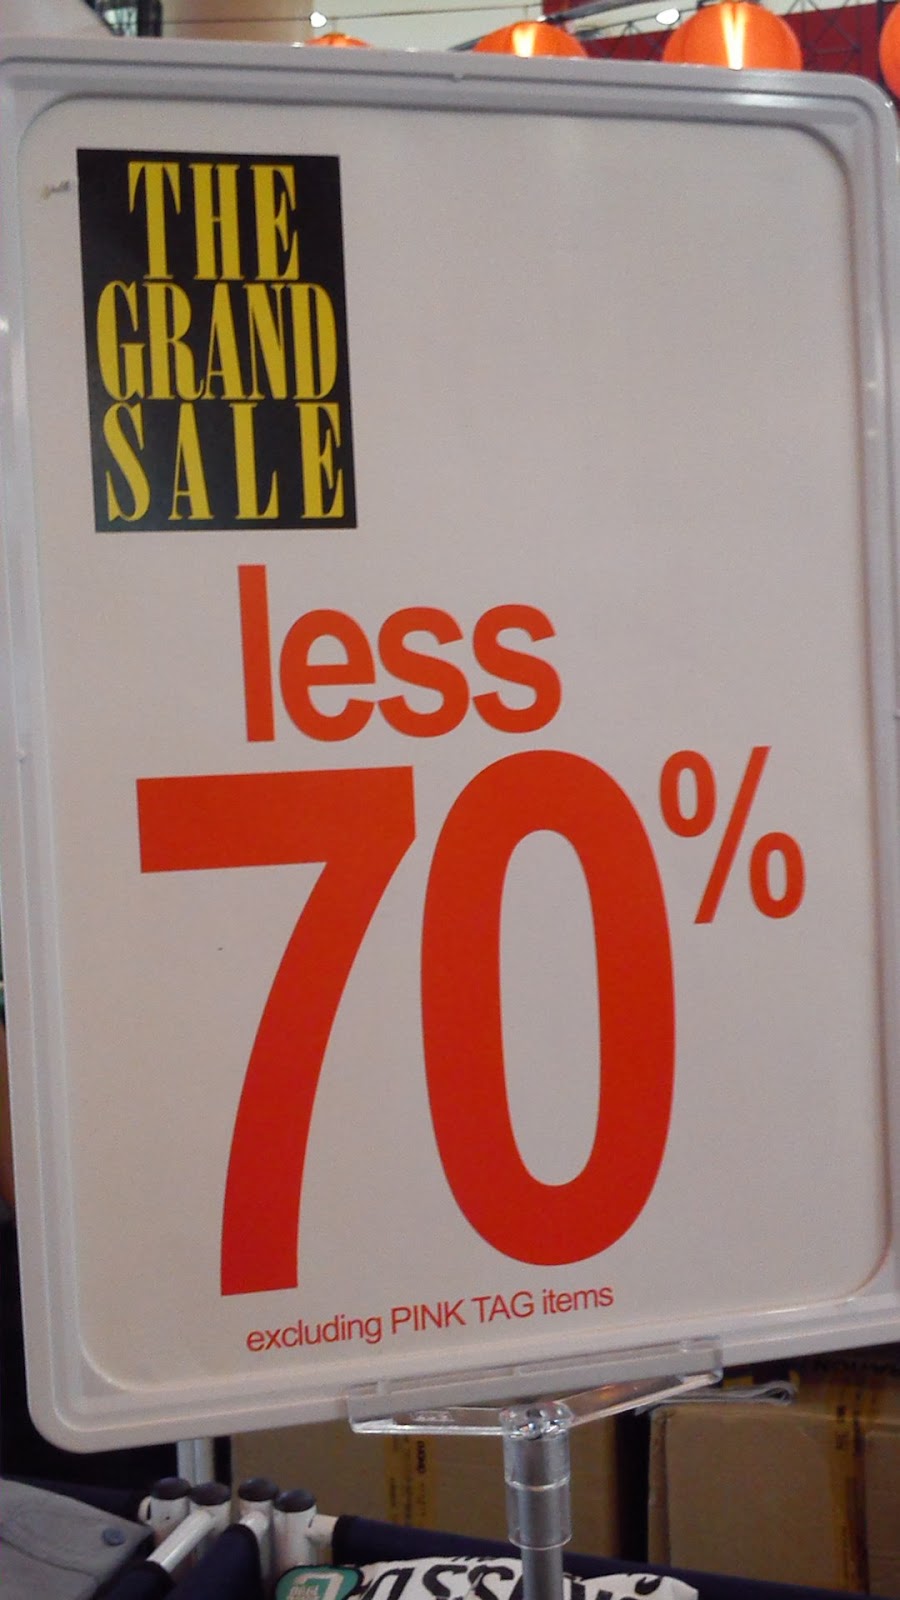 THE
GRAND
SALE
less
70%
excluding PINK TAG items